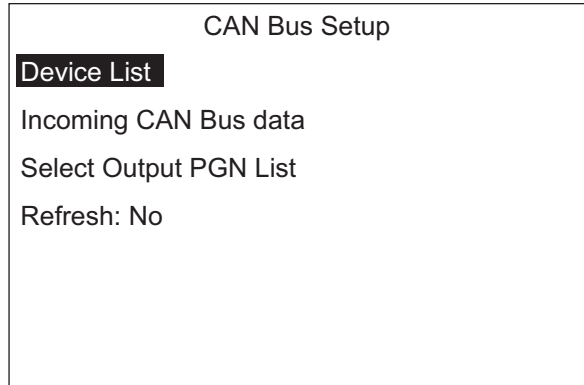 CAN Bus Setup
Device List
Incoming CAN Bus data
Select Output PGN List
Refresh: No